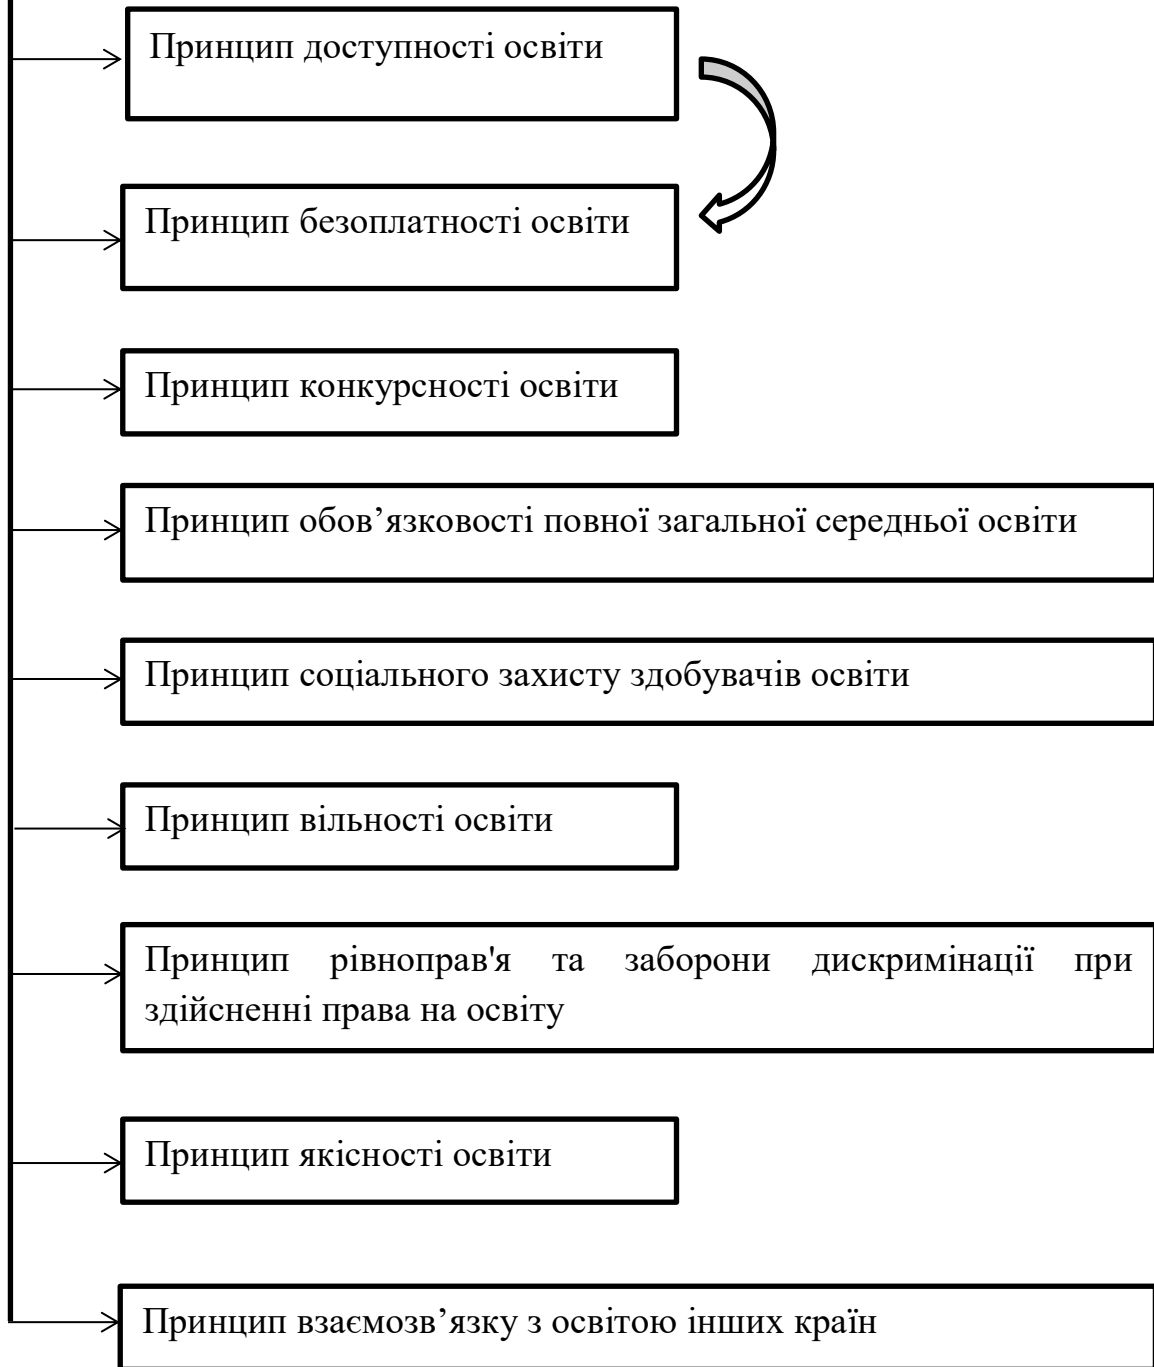 Принцип доступності освіти
Принцип безоплатності освіти
Принцип конкурсності освіти
Принцип обов’язковості повної загальної середньої освіти
Принцип соціального захисту здобувачів освіти
Принцип вільності освіти
Принцип рівноправ'я та заборони дискримінації при
здійсненні права на освіту
Принцип якісності освіти
Принцип взаємозв’язку з освітою інших країн